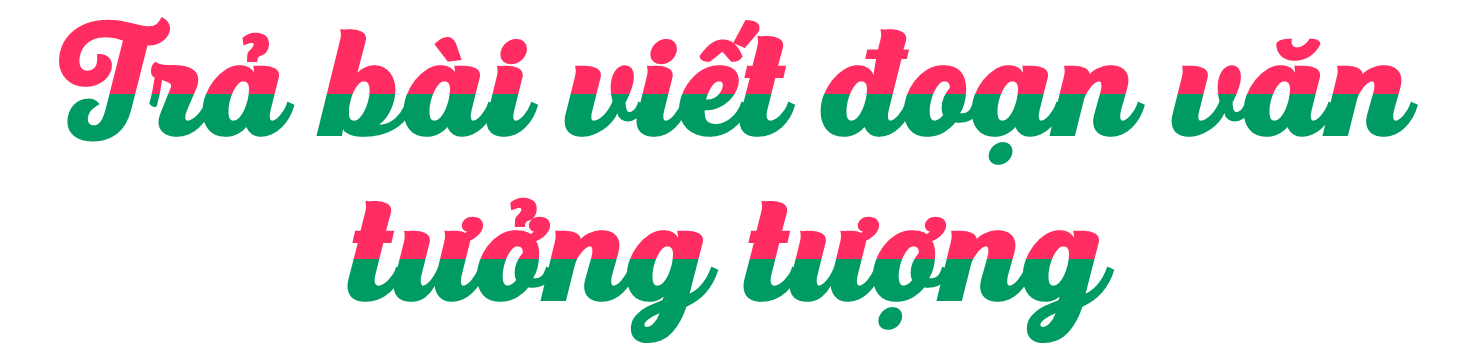 Trả bài viết đoạn văn
tưởng tượng